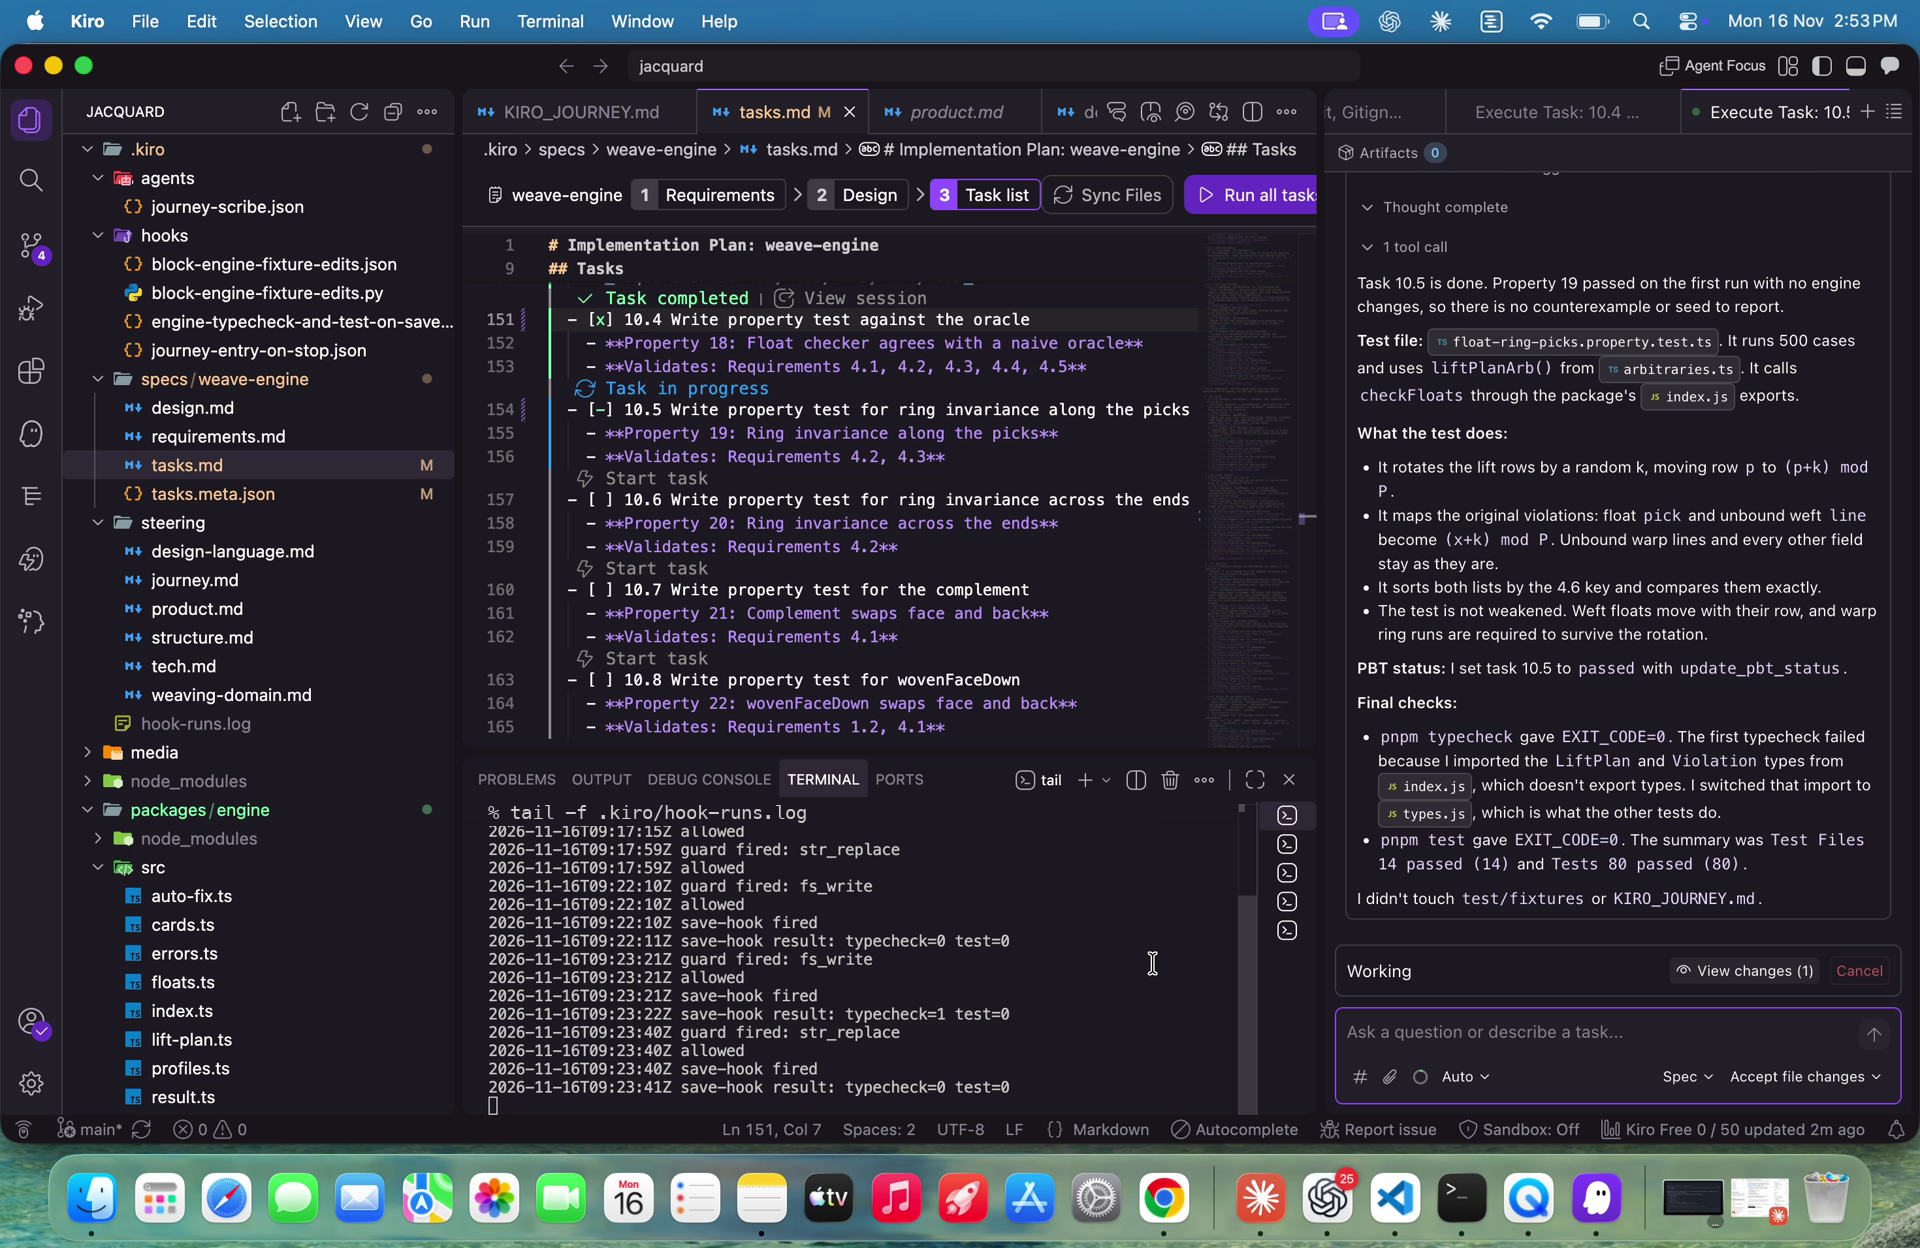 Kiro File Edit Selection View Go Run Terminal Window Help
Mon 16 Nov 2:53 PM
jacquard
Agent Focus
JACQUARD
.kiro
agents
journey-scribe.json
hooks
block-engine-fixture-edits.json
block-engine-fixture-edits.py
engine-typecheck-and-test-on-save...
journey-entry-on-stop.json
specs/weave-engine
design.md
requirements.md
tasks.md M
tasks.meta.json M
steering
design-language.md
journey.md
product.md
structure.md
tech.md
weaving-domain.md
hook-runs.log
media
node_modules
packages/engine
node_modules
src
auto-fix.ts
cards.ts
errors.ts
floats.ts
index.ts
lift-plan.ts
profiles.ts
result.ts
4
KIRO_JOURNEY.md
tasks.md M
product.md
.kiro > specs > weave-engine > tasks.md > # Implementation Plan: weave-engine > ## Tasks
weave-engine 1 Requirements > 2 Design > 3 Task list Sync Files Run all tasks
1 # Implementation Plan: weave-engine
9 ## Tasks
Task completed | View session
151 - [x] 10.4 Write property test against the oracle
152 - **Property 18: Float checker agrees with a naive oracle**
153 - **Validates: Requirements 4.1, 4.2, 4.3, 4.4, 4.5**
Task in progress
154 - [-] 10.5 Write property test for ring invariance along the picks
155 - **Property 19: Ring invariance along the picks**
156 - **Validates: Requirements 4.2, 4.3**
Start task
157 - [ ] 10.6 Write property test for ring invariance across the ends
158 - **Property 20: Ring invariance across the ends**
159 - **Validates: Requirements 4.2**
Start task
160 - [ ] 10.7 Write property test for the complement
161 - **Property 21: Complement swaps face and back**
162 - **Validates: Requirements 4.1**
Start task
163 - [ ] 10.8 Write property test for wovenFaceDown
164 - **Property 22: wovenFaceDown swaps face and back**
165 - **Validates: Requirements 1.2, 4.1**
PROBLEMS OUTPUT DEBUG CONSOLE TERMINAL PORTS
tail
% tail -f .kiro/hook-runs.log
2026-11-16T09:17:15Z allowed
2026-11-16T09:17:59Z guard fired: str_replace
2026-11-16T09:17:59Z allowed
2026-11-16T09:22:10Z guard fired: fs_write
2026-11-16T09:22:10Z allowed
2026-11-16T09:22:10Z save-hook fired
2026-11-16T09:22:11Z save-hook result: typecheck=0 test=0
2026-11-16T09:23:21Z guard fired: fs_write
2026-11-16T09:23:21Z allowed
2026-11-16T09:23:21Z save-hook fired
2026-11-16T09:23:22Z save-hook result: typecheck=1 test=0
2026-11-16T09:23:40Z guard fired: str_replace
2026-11-16T09:23:40Z allowed
2026-11-16T09:23:40Z save-hook fired
2026-11-16T09:23:41Z save-hook result: typecheck=0 test=0
t, Gitign...
Execute Task: 10.4 ...
Execute Task: 10.5
Artifacts 0
Thought complete
1 tool call
Task 10.5 is done. Property 19 passed on the first run with no engine
changes, so there is no counterexample or seed to report.
Test file: float-ring-picks.property.test.ts. It runs 500 cases
and uses liftPlanArb() from arbitraries.ts. It calls
checkFloats through the package's index.js exports.
What the test does:
• It rotates the lift rows by a random k, moving row p to (p+k) mod
P.
• It maps the original violations: float pick and unbound weft line
become (x+k) mod P. Unbound warp lines and every other field
stay as they are.
• It sorts both lists by the 4.6 key and compares them exactly.
• The test is not weakened. Weft floats move with their row, and warp
ring runs are required to survive the rotation.
PBT status: I set task 10.5 to passed with update_pbt_status.
Final checks:
• pnpm typecheck gave EXIT_CODE=0. The first typecheck failed
because I imported the LiftPlan and Violation types from
index.js, which doesn't export types. I switched that import to
types.js, which is what the other tests do.
• pnpm test gave EXIT_CODE=0. The summary was Test Files
14 passed (14) and Tests 80 passed (80).
I didn't touch test/fixtures or KIRO_JOURNEY.md.
Working View changes (1) Cancel
Ask a question or describe a task...
# Auto Spec Accept file changes
main* 0 0 Ln 151, Col 7 Spaces: 2 UTF-8 LF {} Markdown Autocomplete Report issue Sandbox: Off Kiro Free 0 / 50 updated 2m ago
Mon
16
tv
25